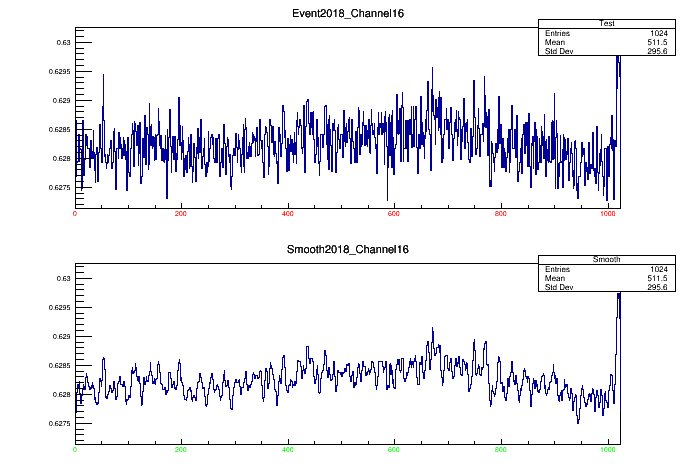 Event2018_Channel16
Test
Entries 1024
Mean 511.5
Std Dev 295.6
0.63
0.6295
0.629
0.6285
0.628
0.6275
0 200 400 600 800 1000
Smooth2018_Channel16
Smooth
Entries 1024
Mean 511.5
Std Dev 295.6
0.63
0.6295
0.629
0.6285
0.628
0.6275
0 200 400 600 800 1000